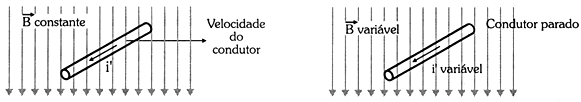 B constante
Velocidade
do
condutor
i'
B variável
Condutor parado
i' variável